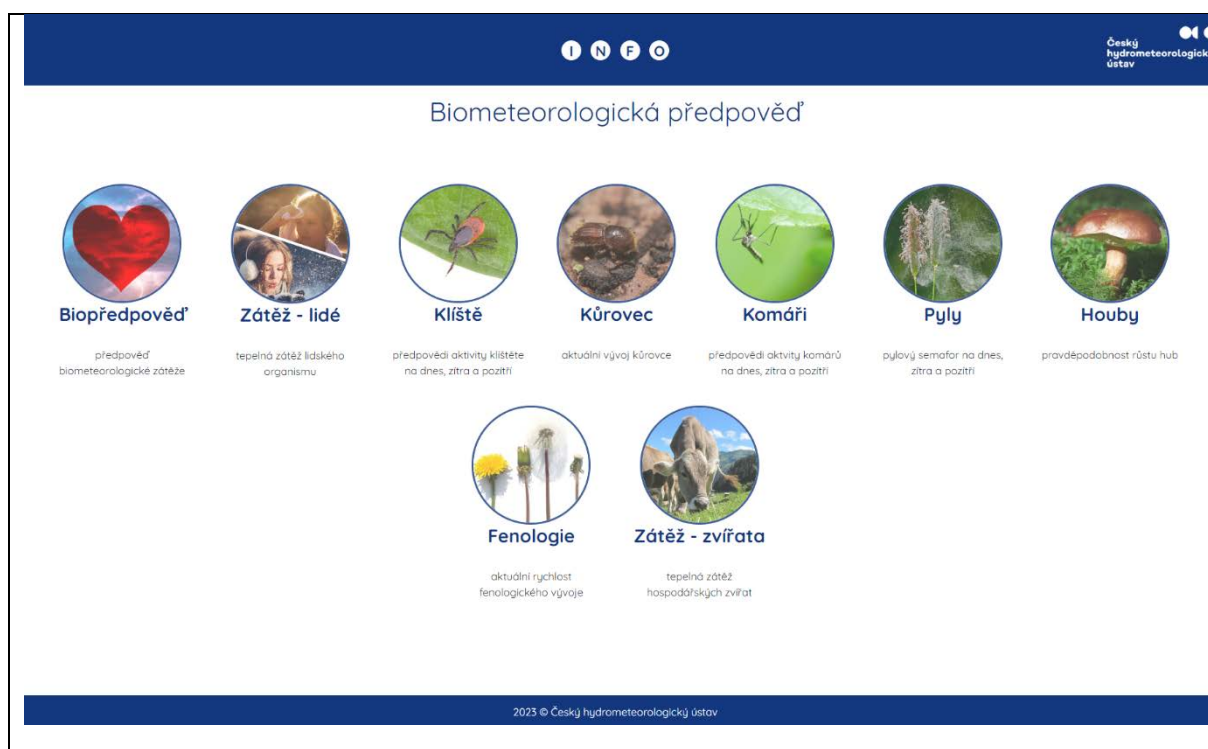 I N F O
Český
hydrometeorologick
ústav
Biometeorologická předpověď
Biopředpověď
předpověď
biometeorologické zátěže
Zátěž - lidé
tepelná zátěž lidského
organismu
Klíště
předpovědi aktivity klíštěte
na dnes, zítra a pozítří
Kůrovec
aktuální vývoj kůrovce
Komáři
předpovědi aktvity komárů
na dnes, zítra a pozítří
Pyly
pylový semafor na dnes,
zítra a pozítří
Houby
pravděpodobnost růstu hub
Fenologie
aktuální rychlost
fenologického vývoje
Zátěž - zvířata
tepelná zátěž
hospodářských zvířat
2023 © Český hydrometeorologický ústav